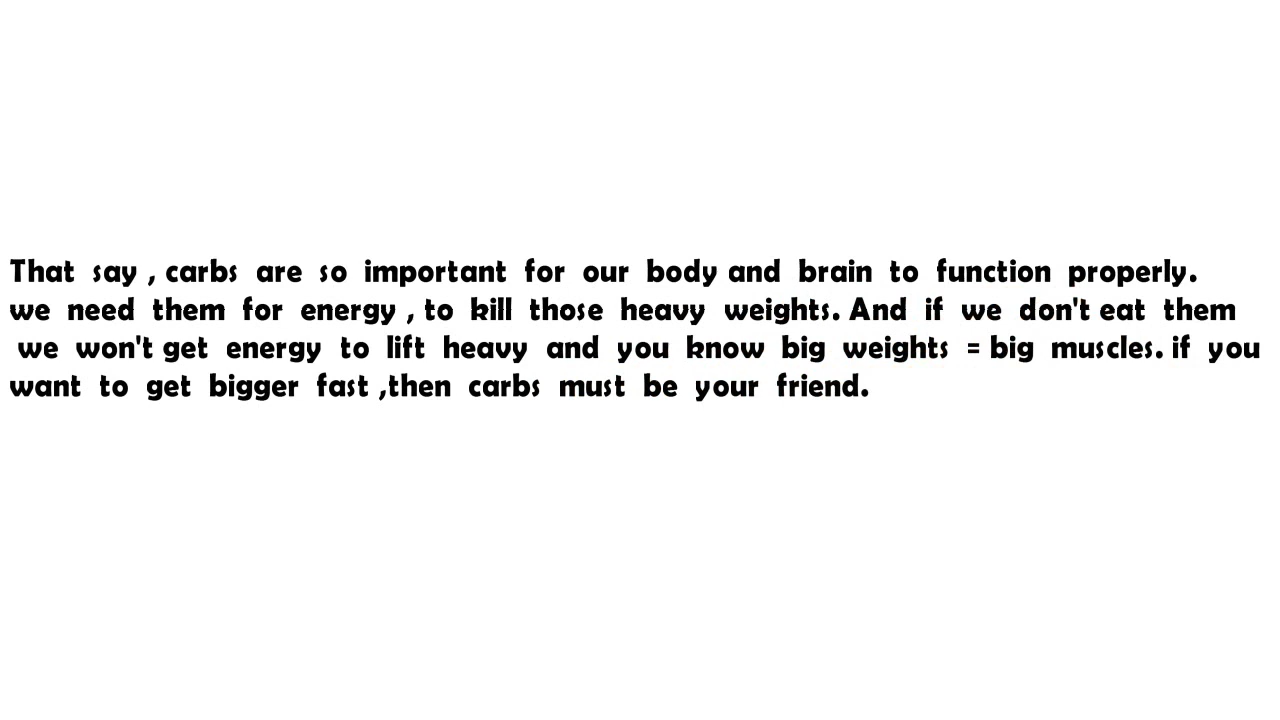 That say , carbs are so important for our body and brain to function properly.
we need them for energy , to kill those heavy weights. And if we don't eat them
we won't get energy to lift heavy and you know big weights = big muscles. if you
want to get bigger fast ,then carbs must be your friend.